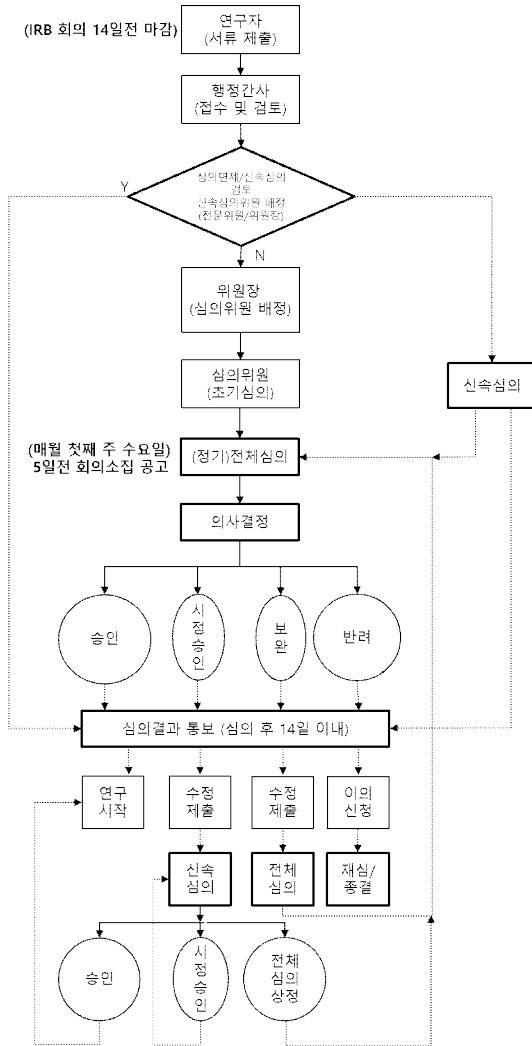 (IRB 회의 14일전 마감)
연구자
(서류 제출)
행정간사
(접수 및 검토)
심의면제/신속심의
검토
신속심의위원 배정
(전문위원/위원장)
Y
N
위원장
(심의위원 배정)
심의위원
(초기심의)
신속심의
(매월 첫째 주 수요일)
5일전 회의소집 공고
(정기)전체심의
의사결정
승인
시
정
승
인
보
완
반려
심의결과 통보 (심의 후 14일 이내)
연구
시작
수정
제출
수정
제출
이의
신청
신속
심의
전체
심의
재심/
종결
승인
시
정
승
인
전체
심의
상정